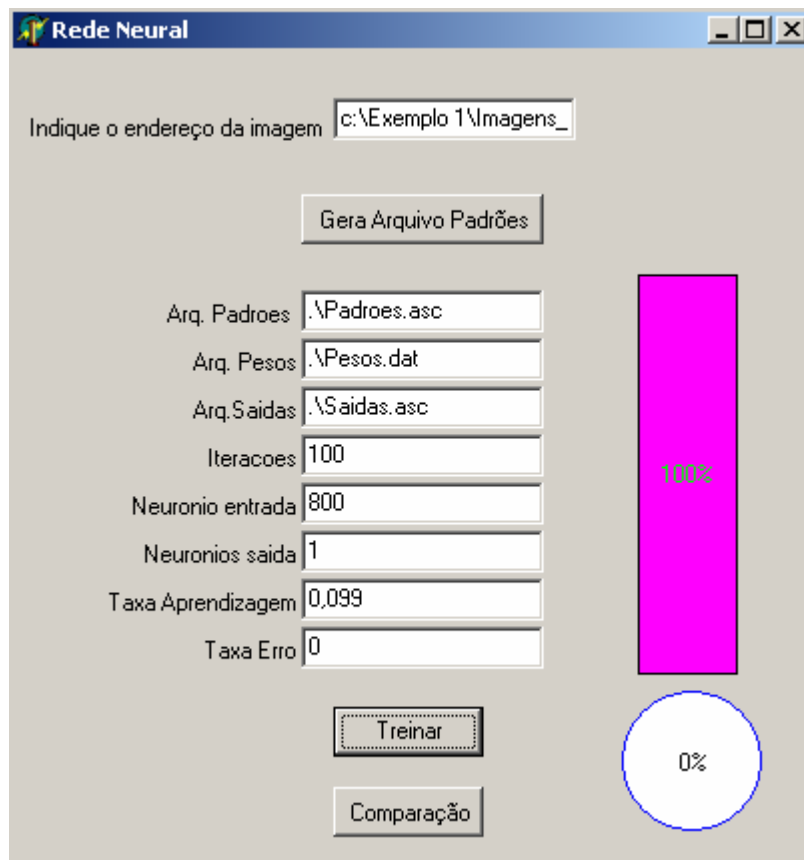 Rede Neural
Indique o endereço da imagem c:\Exemplo 1\Imagens_
Gera Arquivo Padrões
Arq. Padroes .\Padroes.asc
Arq. Pesos .\Pesos.dat
Arq.Saidas .\Saidas.asc
Iteracoes 100
100%
Neuronio entrada 800
Neuronios saida 1
Taxa Aprendizagem 0,099
Taxa Erro 0
Treinar
0%
Comparação